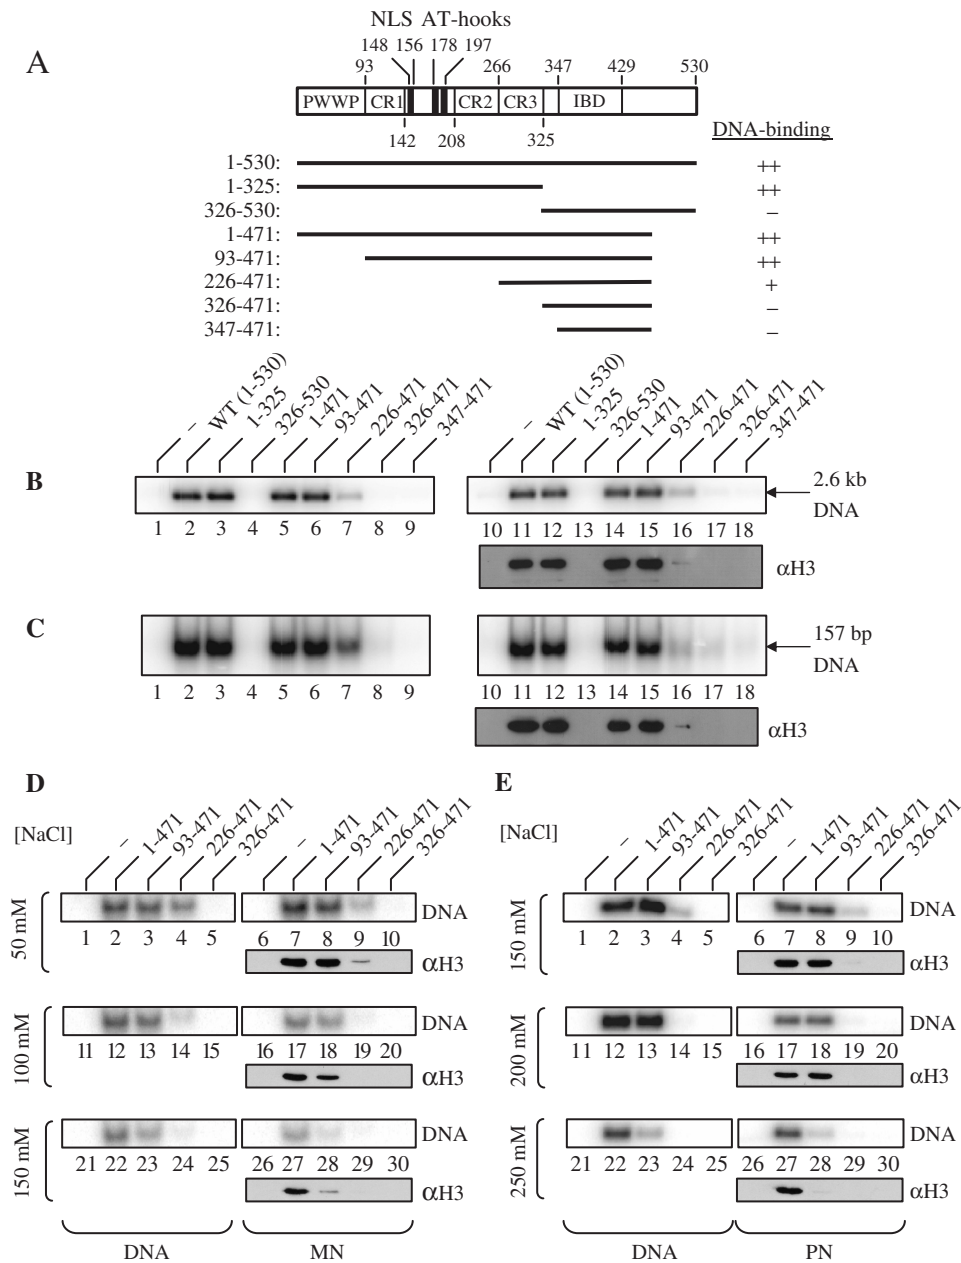 A
NLS AT-hooks
148 156 178 197
93 266 347 429 530
PWWP CR1 CR2 CR3 IBD
142 208 325
DNA-binding
1-530: ++
1-325: ++
326-530: –
1-471: ++
93-471: ++
226-471: +
326-471: –
347-471: –
– WT (1-530) 1-325 326-530 1-471 93-471 226-471 326-471 347-471
– WT (1-530) 1-325 326-530 1-471 93-471 226-471 326-471 347-471
B
2.6 kb
DNA
1 2 3 4 5 6 7 8 9
10 11 12 13 14 15 16 17 18
αH3
C
157 bp
DNA
1 2 3 4 5 6 7 8 9
10 11 12 13 14 15 16 17 18
αH3
D
[NaCl]
– 1-471 93-471 226-471 326-471
– 1-471 93-471 226-471 326-471
50 mM
DNA
1 2 3 4 5 6 7 8 9 10
αH3
100 mM
DNA
11 12 13 14 15 16 17 18 19 20
αH3
150 mM
DNA
21 22 23 24 25 26 27 28 29 30
αH3
DNA MN
E
[NaCl]
– 1-471 93-471 226-471 326-471
– 1-471 93-471 226-471 326-471
150 mM
DNA
1 2 3 4 5 6 7 8 9 10
αH3
200 mM
DNA
11 12 13 14 15 16 17 18 19 20
αH3
250 mM
DNA
21 22 23 24 25 26 27 28 29 30
αH3
DNA PN